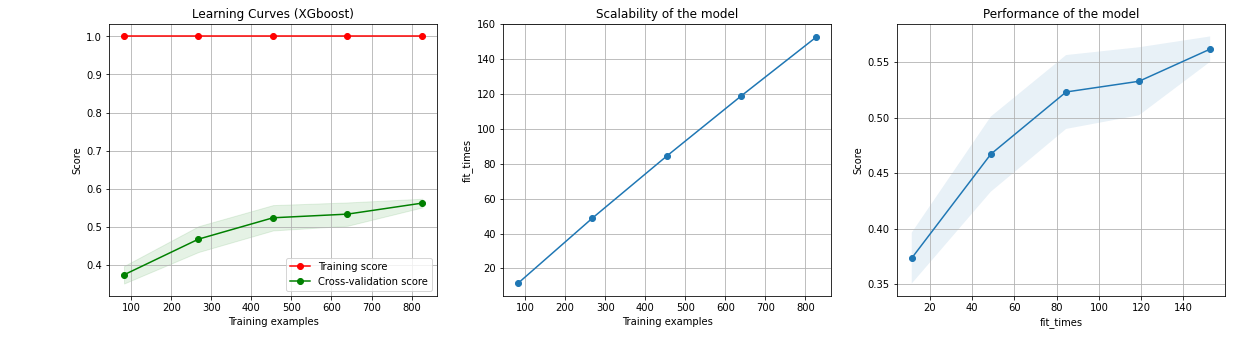 Learning Curves (XGboost)
Score
1.0
0.9
0.8
0.7
0.6
0.5
0.4
100 200 300 400 500 600 700 800
Training examples
Training score
Cross-validation score
Scalability of the model
fit_times
160
140
120
100
80
60
40
20
100 200 300 400 500 600 700 800
Training examples
Performance of the model
Score
0.55
0.50
0.45
0.40
0.35
20 40 60 80 100 120 140
fit_times